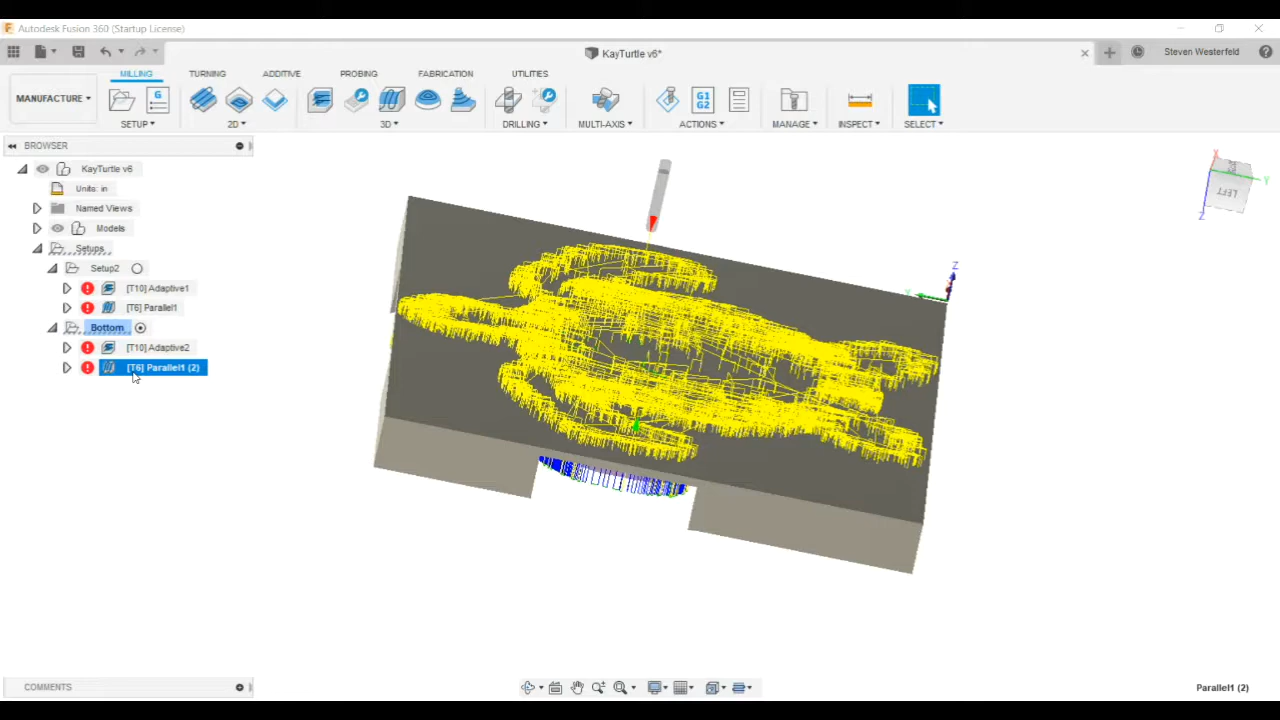 Autodesk Fusion 360 (Startup License)
KayTurtle v6*
Steven Westerfeld
MILLING TURNING ADDITIVE PROBING FABRICATION UTILITIES
MANUFACTURE
G
G1
G2
SETUP 2D 3D DRILLING MULTI-AXIS ACTIONS MANAGE INSPECT SELECT
BROWSER
KayTurtle v6
Units: in
Named Views
Models
Setups
Setup2
[T10] Adaptive1
[T6] Parallel1
Bottom
[T10] Adaptive2
[T6] Parallel1 (2)
X
Y
LEFT
Z
Z
Y
COMMENTS
Parallel1 (2)